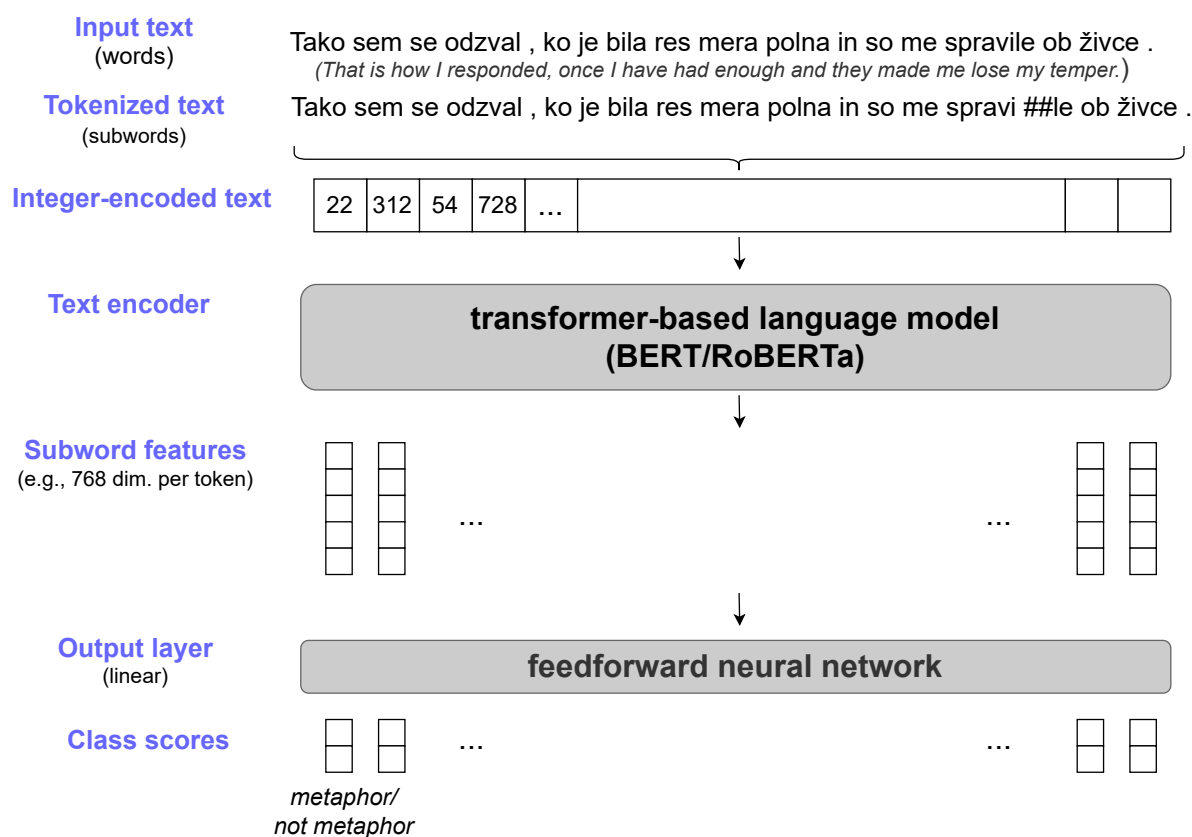 Input text
(words)
Tako sem se odzval , ko je bila res mera polna in so me spravile ob živce .
(That is how I responded, once I have had enough and they made me lose my temper.)
Tokenized text
(subwords)
Tako sem se odzval , ko je bila res mera polna in so me spravi ##le ob živce .
Integer-encoded text
22 312 54 728 ...
Text encoder
transformer-based language model
(BERT/RoBERTa)
Subword features
(e.g., 768 dim. per token)
... ...
Output layer
(linear)
feedforward neural network
Class scores
... ...
metaphor/
not metaphor